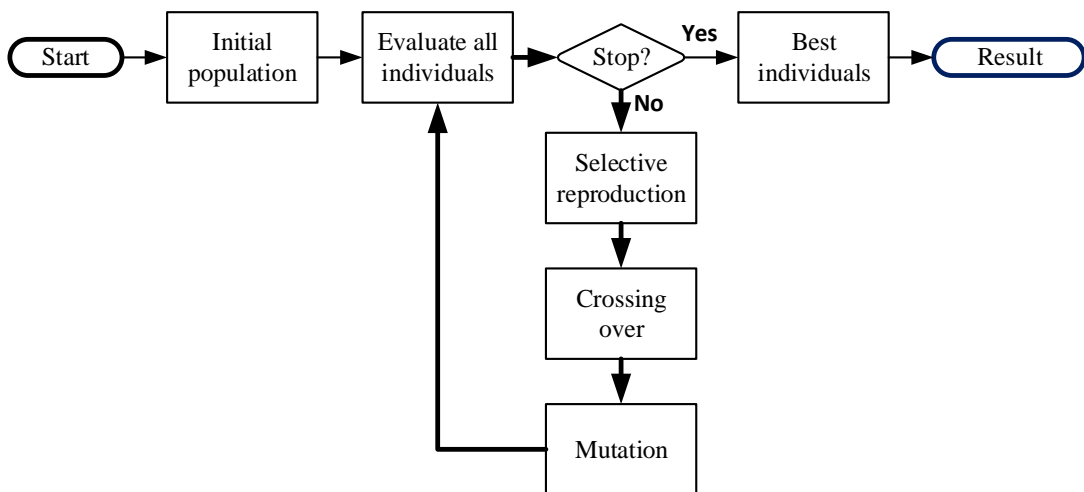 Start
Initial
population
Evaluate all
individuals
Stop?
Yes
Best
individuals
Result
No
Selective
reproduction
Crossing
over
Mutation